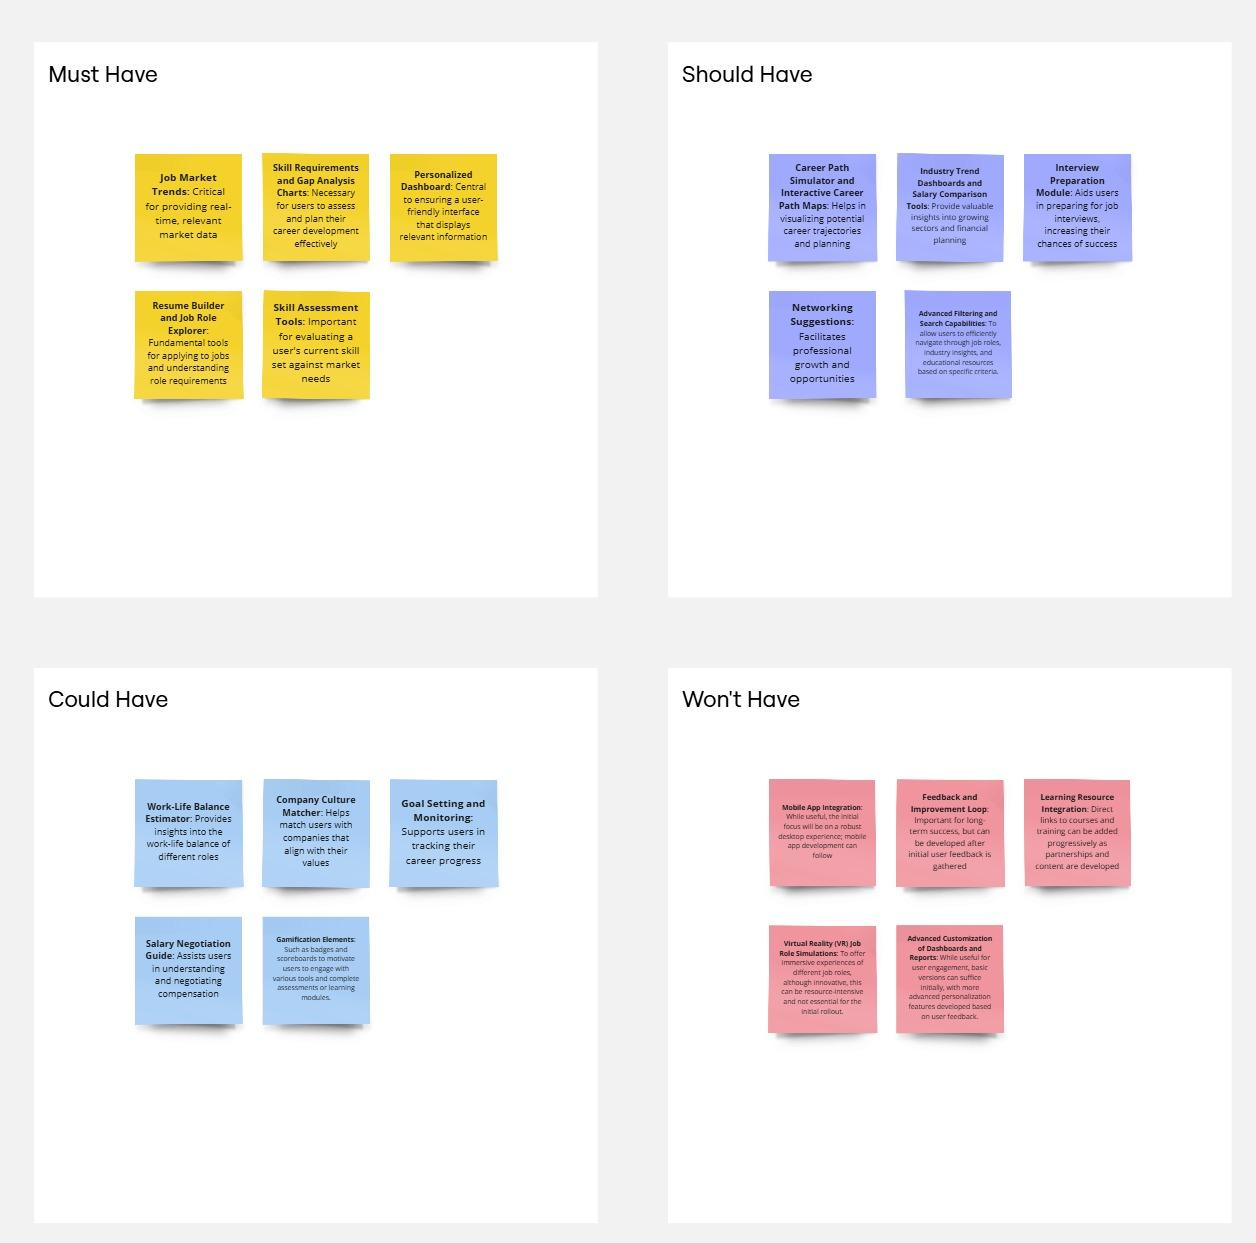 Must Have
Job Market
Trends: Critical
for providing real-
time, relevant
market data
Skill Requirements
and Gap Analysis
Charts: Necessary
for users to assess
and plan their
career development
effectively
Personalized
Dashboard: Central
to ensuring a user-
friendly interface
that displays
relevant information
Resume Builder
and Job Role
Explorer:
Fundamental tools
for applying to jobs
and understanding
role requirements
Skill Assessment
Tools: Important
for evaluating a
user's current skill
set against market
needs
Should Have
Career Path
Simulator and
Interactive Career
Path Maps: Helps in
visualizing potential
career trajectories
and planning
Industry Trend
Dashboards and
Salary Comparison
Tools: Provide valuable
insights into growing
sectors and financial
planning
Interview
Preparation
Module: Aids users
in preparing for job
interviews,
increasing their
chances of success
Networking
Suggestions:
Facilitates
professional
growth and
opportunities
Advanced Filtering and
Search Capabilities: To
allow users to efficiently
navigate through job roles,
industry insights, and
educational resources
based on specific criteria.
Could Have
Work-Life Balance
Estimator: Provides
insights into the
work-life balance of
different roles
Company Culture
Matcher: Helps
match users with
companies that
align with their
values
Goal Setting and
Monitoring:
Supports users in
tracking their
career progress
Salary Negotiation
Guide: Assists users
in understanding
and negotiating
compensation
Gamification Elements:
Such as badges and
scoreboards to motivate
users to engage with
various tools and complete
assessments or learning
modules.
Won't Have
Mobile App Integration:
While useful, the initial
focus will be on a robust
desktop experience; mobile
app development can
follow
Feedback and
Improvement Loop:
Important for long-
term success, but can
be developed after
initial user feedback is
gathered
Learning Resource
Integration: Direct
links to courses and
training can be added
progressively as
partnerships and
content are developed
Virtual Reality (VR) Job
Role Simulations: To offer
immersive experiences of
different job roles,
although innovative, this
can be resource-intensive
and not essential for the
initial rollout.
Advanced Customization
of Dashboards and
Reports: While useful for
user engagement, basic
versions can suffice
initially, with more
advanced personalization
features developed based
on user feedback.